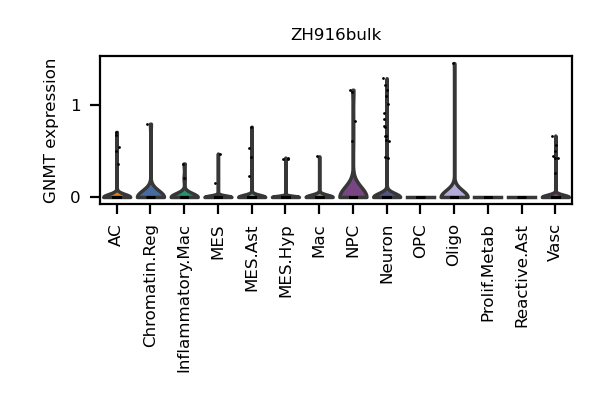 ZH916bulk
GNMT expression
1
0
AC
Chromatin.Reg
Inflammatory.Mac
MES
MES.Ast
MES.Hyp
Mac
NPC
Neuron
OPC
Oligo
Prolif.Metab
Reactive.Ast
Vasc